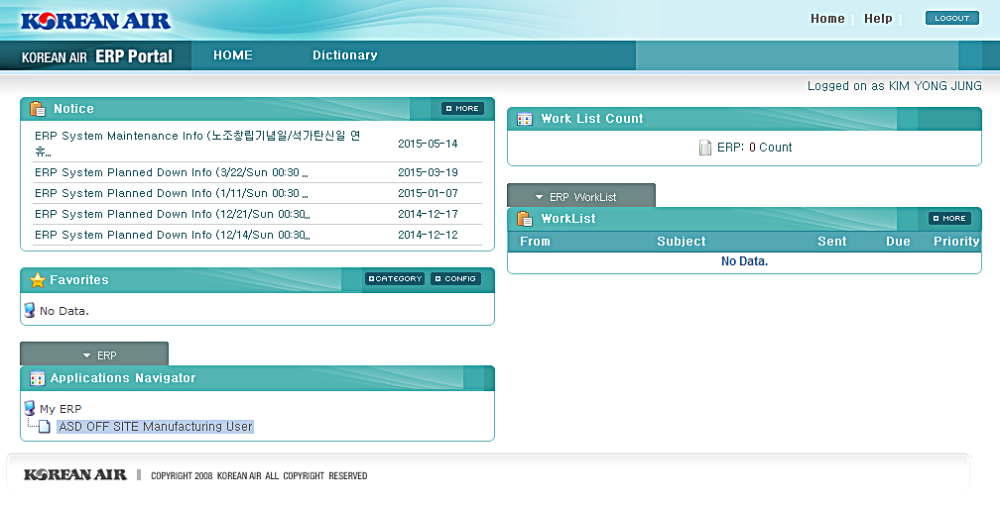 KOREAN AIR
Home | Help |
LOGOUT
KOREAN AIR ERP Portal
HOME
Dictionary
Logged on as KIM YONG JUNG
Notice
MORE
ERP System Maintenance Info (노조창립기념일/석가탄신일 연
휴...
2015-05-14
ERP System Planned Down Info (3/22/Sun 00:30 ... 2015-03-19
ERP System Planned Down Info (1/11/Sun 00:30 ... 2015-01-07
ERP System Planned Down Info (12/21/Sun 00:30... 2014-12-17
ERP System Planned Down Info (12/14/Sun 00:30... 2014-12-12
Favorites
CATEGORY
CONFIG
No Data.
ERP
Applications Navigator
My ERP
ASD OFF SITE Manufacturing User
Work List Count
ERP: 0 Count
ERP WorkList
WorkList
MORE
From Subject Sent Due Priority
No Data.
KOREAN AIR | COPYRIGHT 2008 KOREAN AIR ALL COPYRIGHT RESERVED